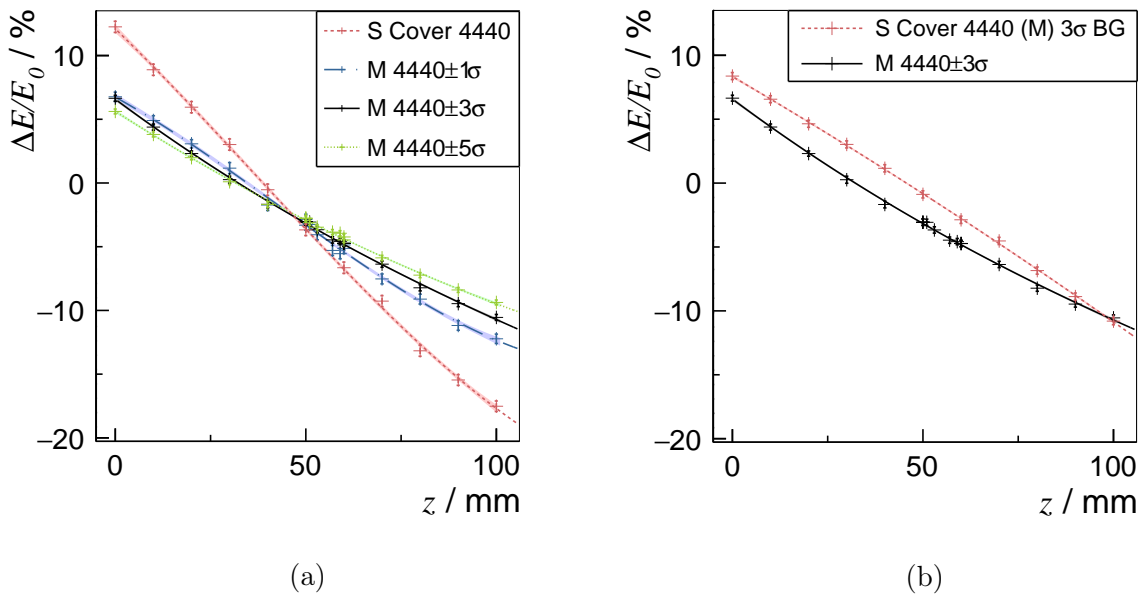 ΔE/E₀ / %
10
0
−10
−20
0
50
100
z / mm
S Cover 4440
M 4440±1σ
M 4440±3σ
M 4440±5σ
(a)
ΔE/E₀ / %
10
0
−10
−20
0
50
100
z / mm
S Cover 4440 (M) 3σ BG
M 4440±3σ
(b)